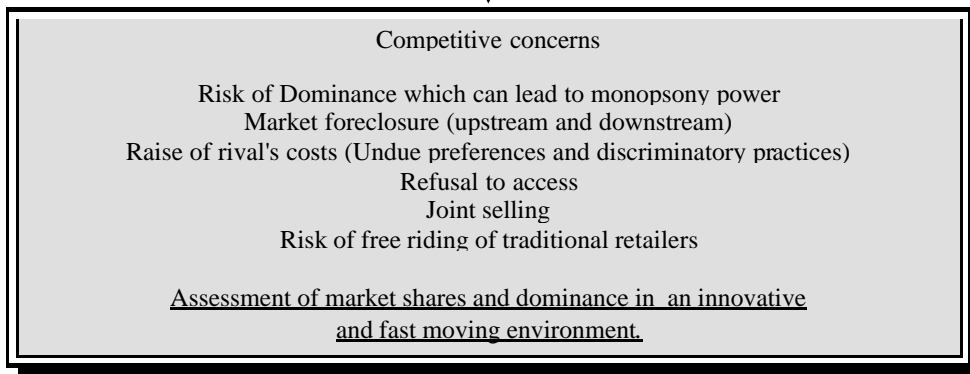 Competitive concerns
Risk of Dominance which can lead to monopsony power
Market foreclosure (upstream and downstream)
Raise of rival's costs (Undue preferences and discriminatory practices)
Refusal to access
Joint selling
Risk of free riding of traditional retailers
Assessment of market shares and dominance in an innovative
and fast moving environment.